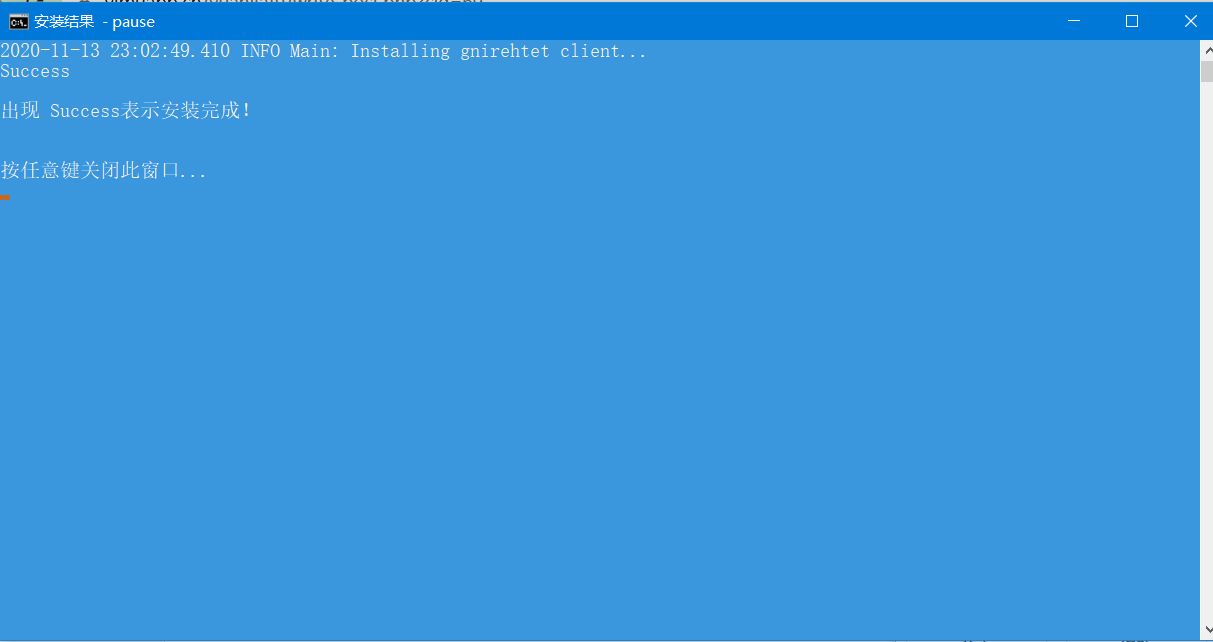 安装结果 - pause
2020-11-13 23:02:49.410 INFO Main: Installing gnirehtet client...
Success
出现 Success表示安装完成!
按任意键关闭此窗口...